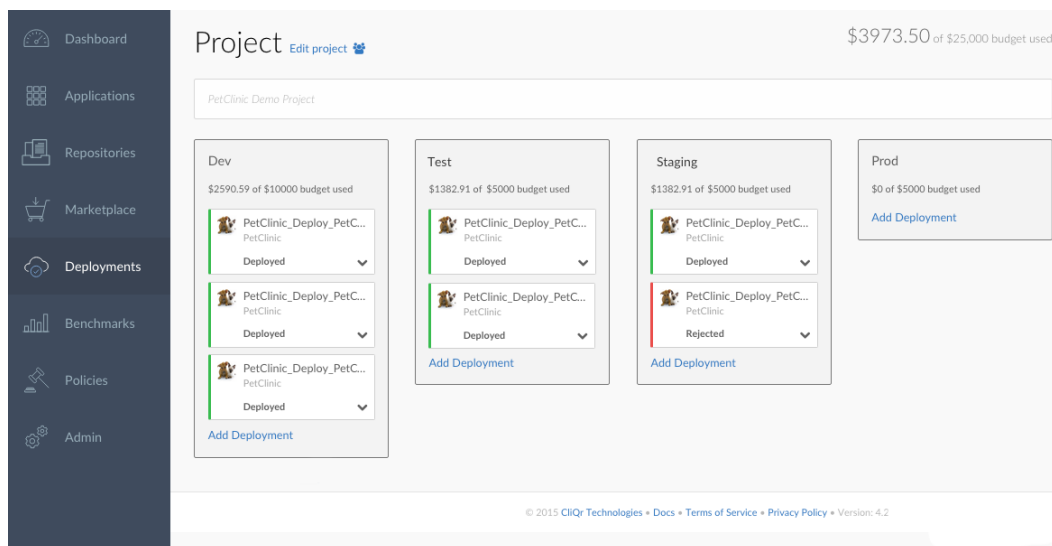 Dashboard
Applications
Repositories
Marketplace
Deployments
Benchmarks
Policies
Admin
Project Edit project
$3973.50 of $25,000 budget used
PetClinic Demo Project
Dev
$2590.59 of $10000 budget used
PetClinic_Deploy_PetC...
PetClinic
Deployed
PetClinic_Deploy_PetC...
PetClinic
Deployed
PetClinic_Deploy_PetC...
PetClinic
Deployed
Add Deployment
Test
$1382.91 of $5000 budget used
PetClinic_Deploy_PetC...
PetClinic
Deployed
PetClinic_Deploy_PetC...
PetClinic
Deployed
Add Deployment
Staging
$1382.91 of $5000 budget used
PetClinic_Deploy_PetC...
PetClinic
Deployed
PetClinic_Deploy_PetC...
PetClinic
Rejected
Add Deployment
Prod
$0 of $5000 budget used
Add Deployment
© 2015 CliQr Technologies • Docs • Terms of Service • Privacy Policy • Version: 4.2